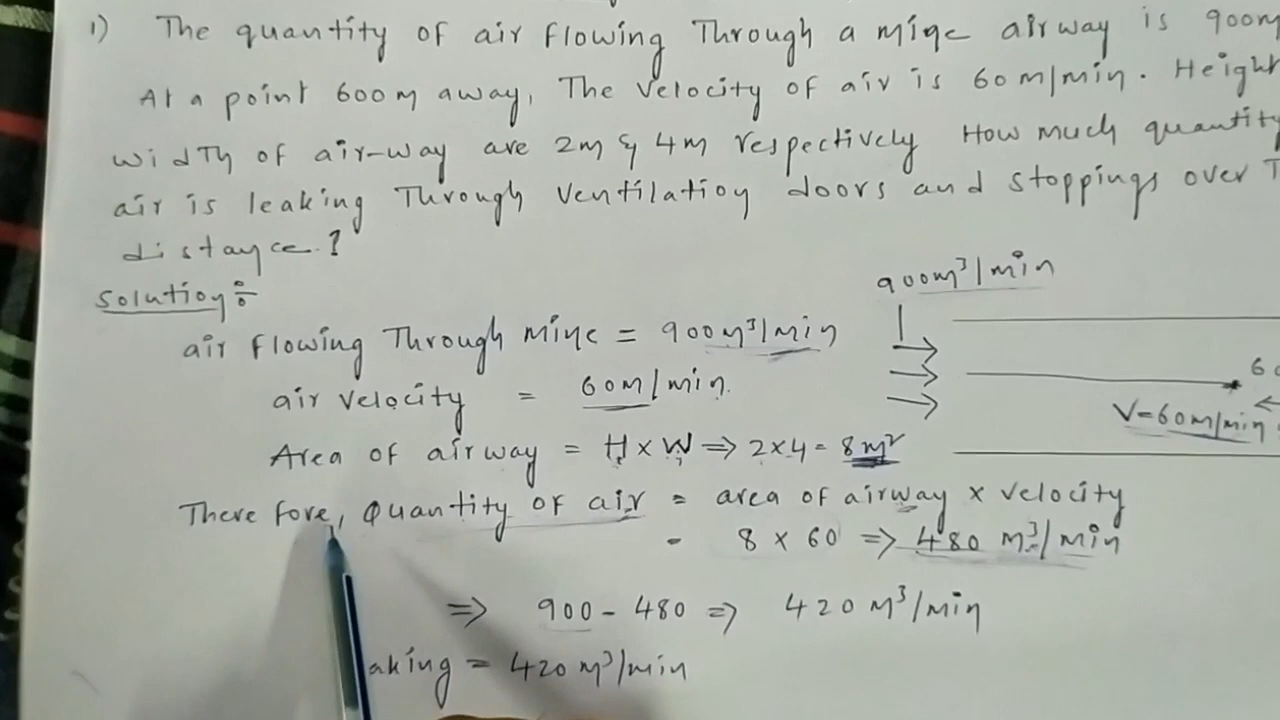 1) The quantity of air flowing Through a mine airway is 900m
At a point 600m away, The velocity of air is 60m/min. Height
width of air-way are 2m & 4m respectively How much quantity
air is leaking Through ventilation doors and stoppings over T
distance?
Solution÷
900m³/min
air flowing Through mine = 900m³/min
air velocity = 60m/min.
V=60m/min
Area of airway = H x W ⇒ 2x4 = 8m²
There fore, Quantity of air = area of airway x velocity
= 8 x 60 ⇒ 480 m³/min
⇒ 900 - 480 ⇒ 420 m³/min
aking = 420 m³/min